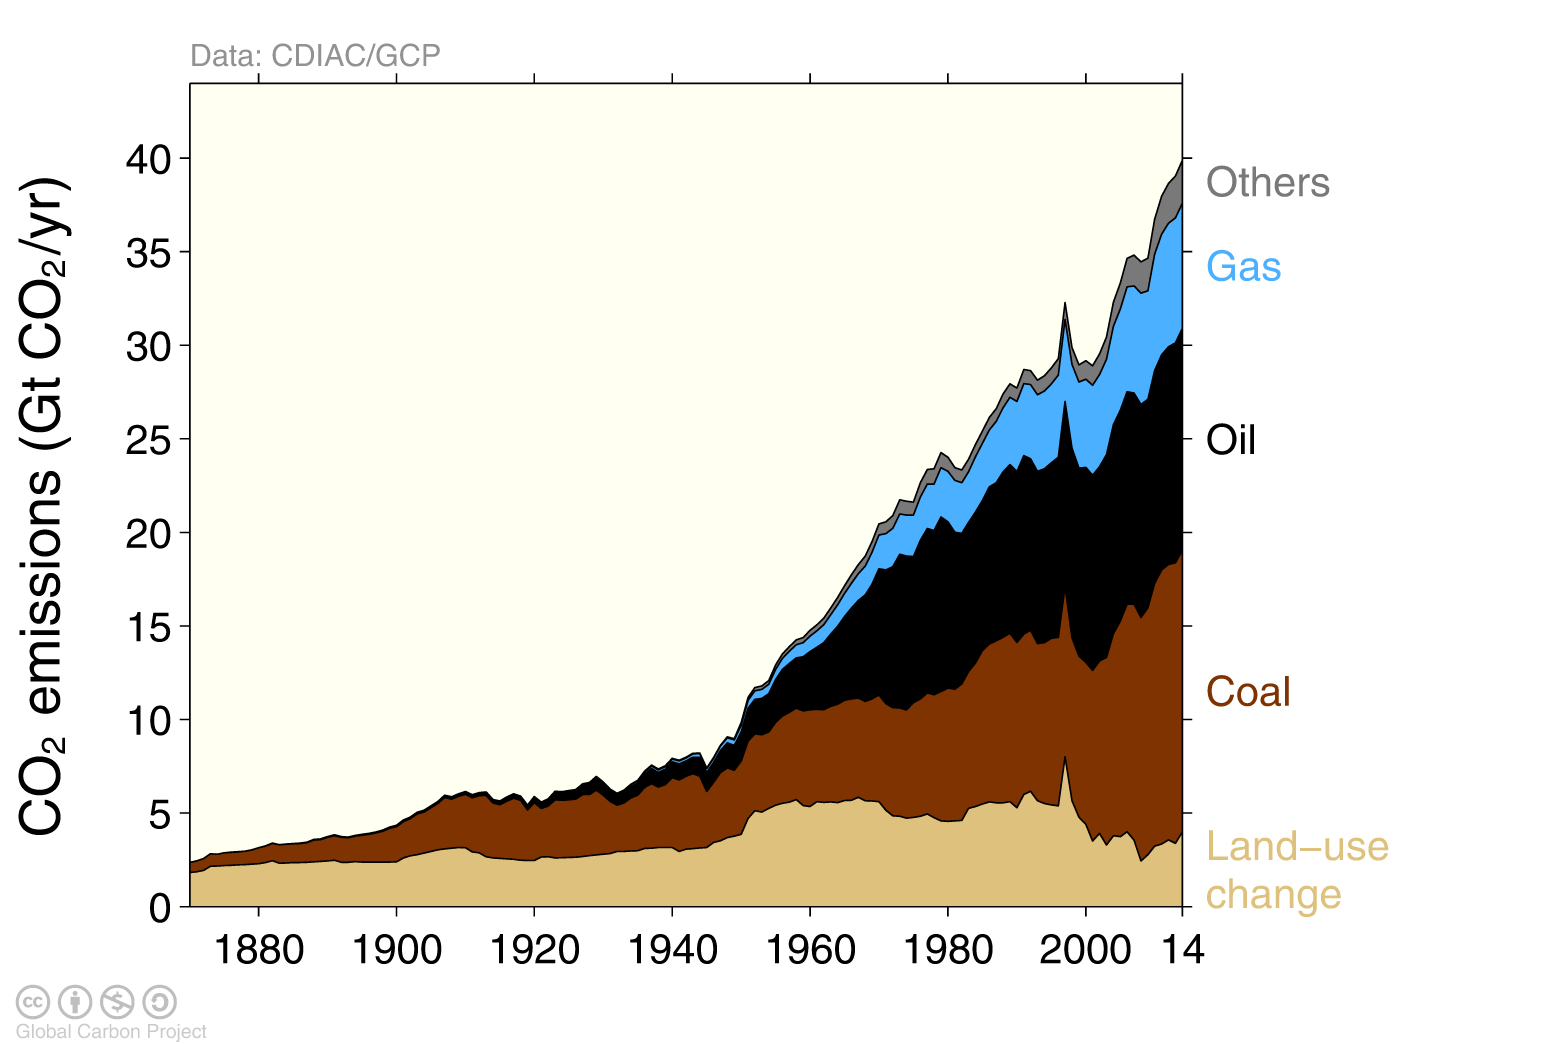 Data: CDIAC/GCP
CO₂ emissions (Gt CO₂/yr)
40
35
30
25
20
15
10
5
0
1880 1900 1920 1940 1960 1980 2000 14
Others
Gas
Oil
Coal
Land–use
change
cc
Global Carbon Project